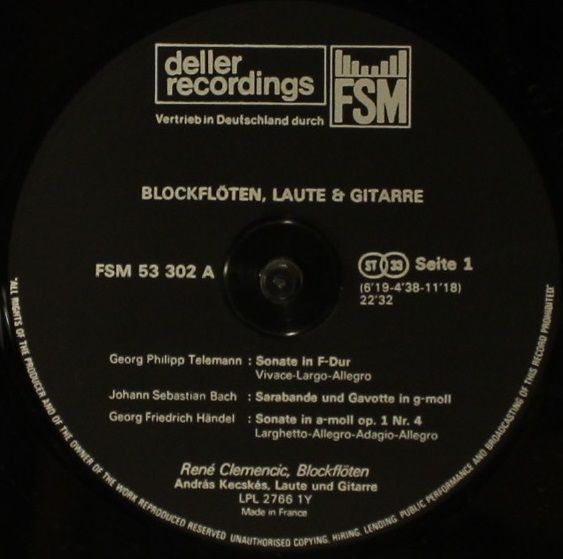 deller
recordings
FSM
Vertrieb in Deutschland durch
BLOCKFLÖTEN, LAUTE & GITARRE
FSM 53 302 A
ST 33 Seite 1
(6'19-4'38-11'18)
22'32
Georg Philipp Telemann : Sonate in F-Dur
Vivace-Largo-Allegro
Johann Sebastian Bach : Sarabande und Gavotte in g-moll
Georg Friedrich Händel : Sonate in a-moll op. 1 Nr. 4
Larghetto-Allegro-Adagio-Allegro
René Clemencic, Blockflöten
András Kecskés, Laute und Gitarre
LPL 2766 1Y
Made in France
"ALL RIGHTS OF THE PRODUCER AND OF THE OWNER OF THE WORK REPRODUCED RESERVED UNAUTHORISED COPYING, HIRING, LENDING, PUBLIC PERFORMANCE AND BROADCASTING OF THIS RECORD PROHIBITED"